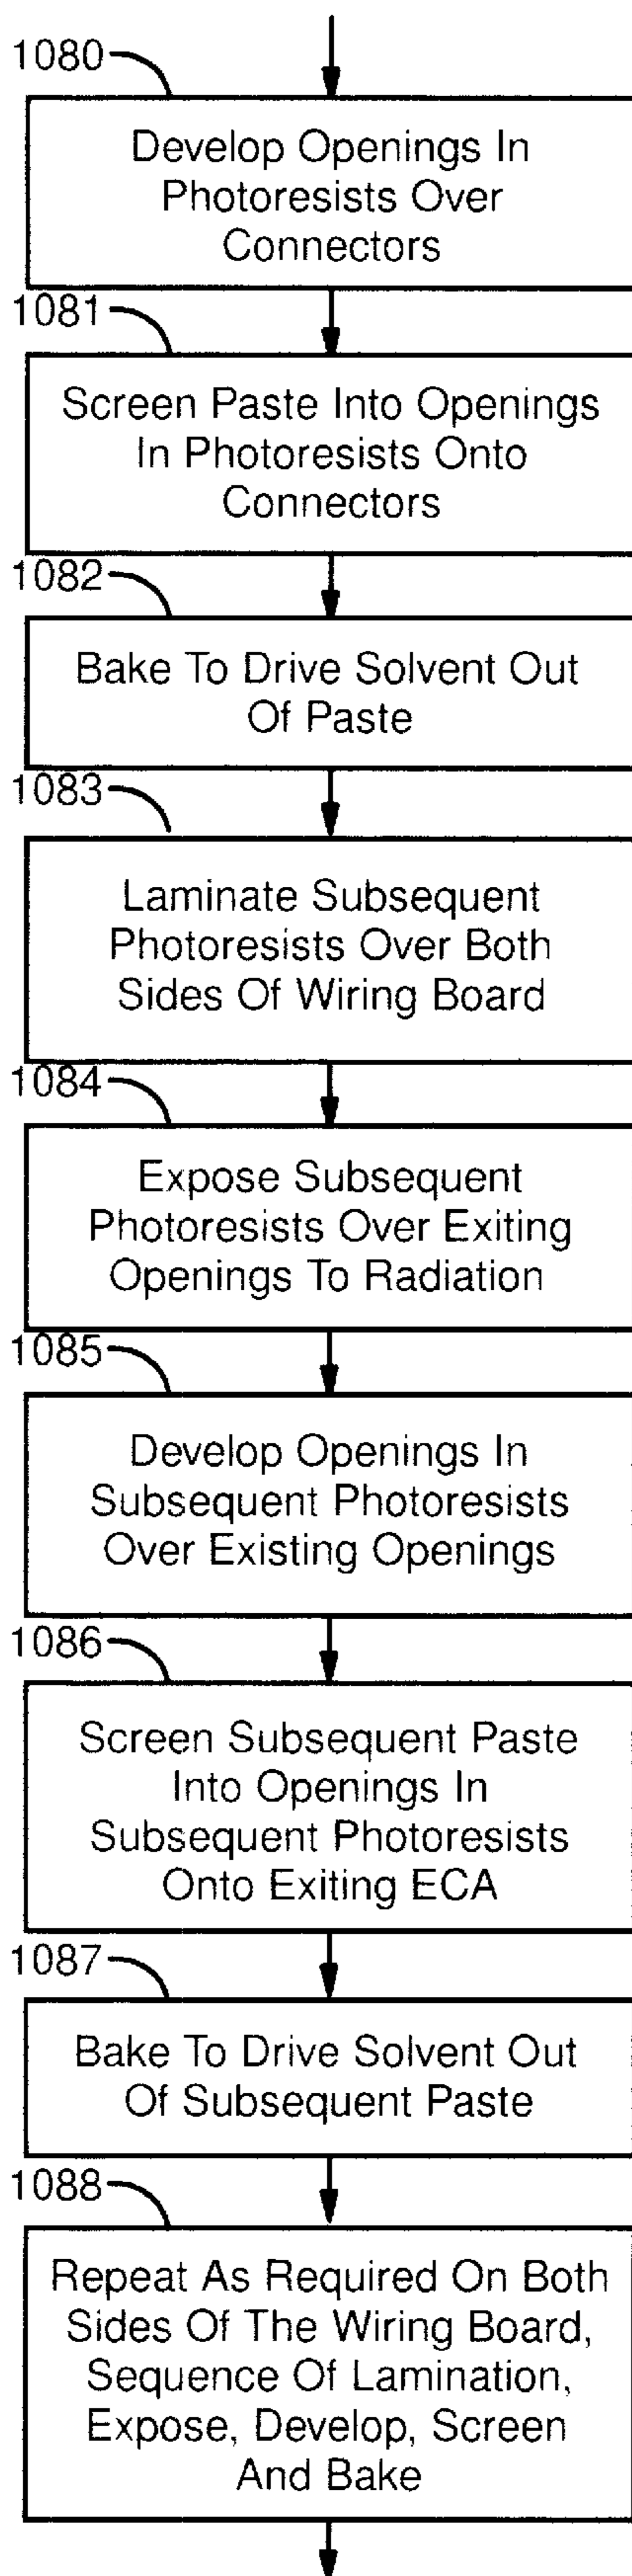 1080
Develop Openings In
Photoresists Over
Connectors
1081
Screen Paste Into Openings
In Photoresists Onto
Connectors
1082
Bake To Drive Solvent Out
Of Paste
1083
Laminate Subsequent
Photoresists Over Both
Sides Of Wiring Board
1084
Expose Subsequent
Photoresists Over Exiting
Openings To Radiation
1085
Develop Openings In
Subsequent Photoresists
Over Existing Openings
1086
Screen Subsequent Paste
Into Openings In
Subsequent Photoresists
Onto Exiting ECA
1087
Bake To Drive Solvent Out
Of Subsequent Paste
1088
Repeat As Required On Both
Sides Of The Wiring Board,
Sequence Of Lamination,
Expose, Develop, Screen
And Bake